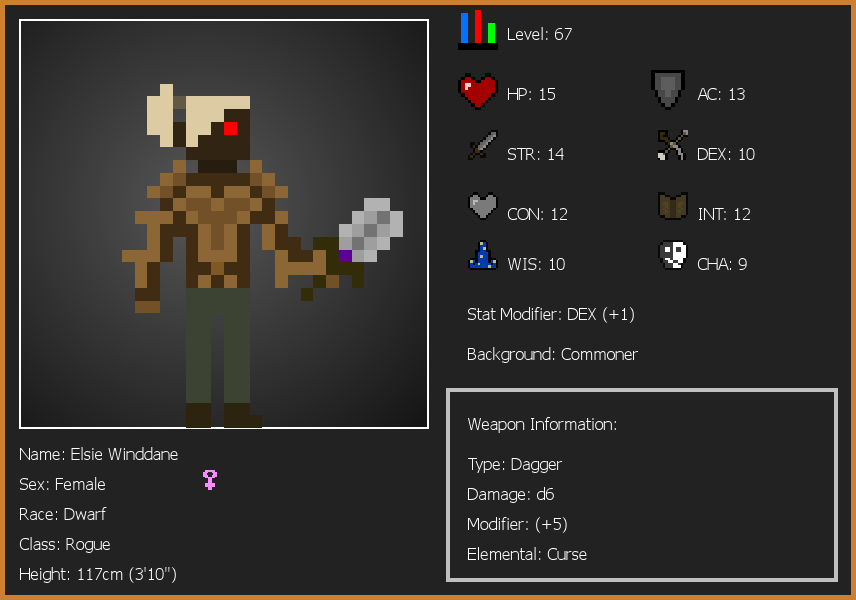 Level: 67
HP: 15
AC: 13
STR: 14
DEX: 10
CON: 12
INT: 12
WIS: 10
CHA: 9
Stat Modifier: DEX (+1)
Background: Commoner
Weapon Information:
Type: Dagger
Damage: d6
Modifier: (+5)
Elemental: Curse
Name: Elsie Winddane
Sex: Female
Race: Dwarf
Class: Rogue
Height: 117cm (3'10")